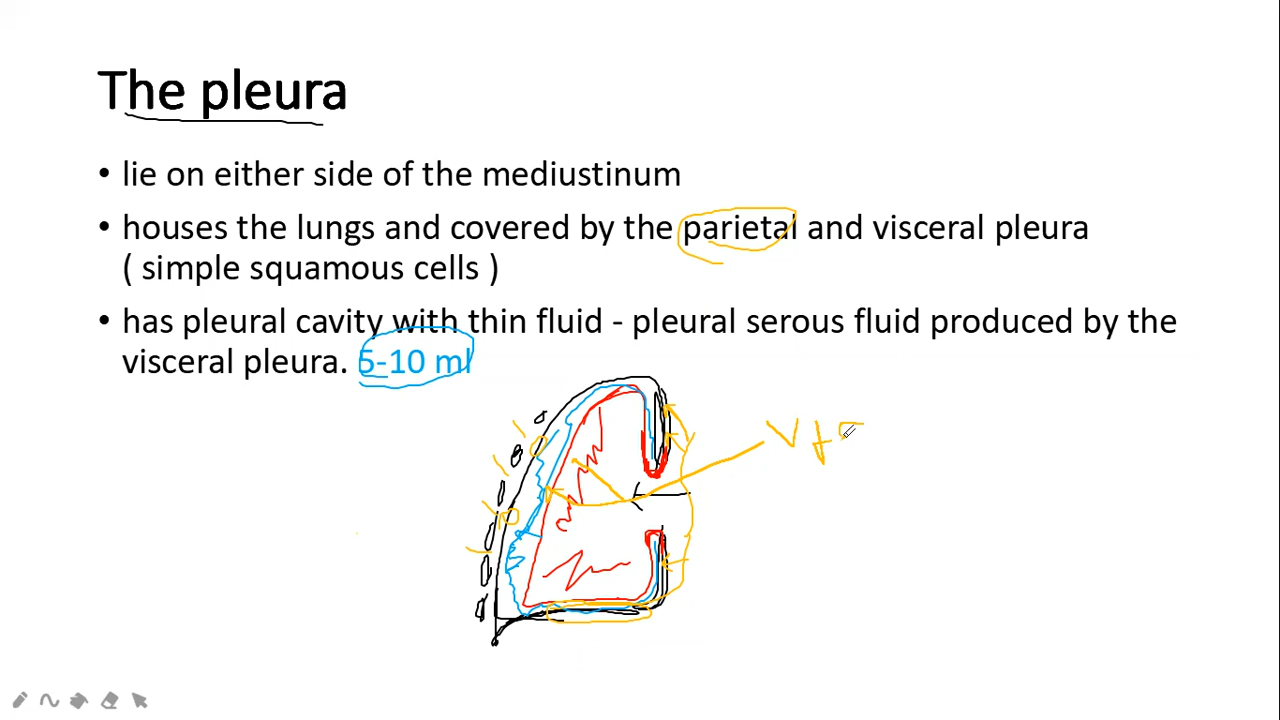 The pleura
• lie on either side of the mediustinum
• houses the lungs and covered by the parietal and visceral pleura
( simple squamous cells )
• has pleural cavity with thin fluid - pleural serous fluid produced by the
visceral pleura. 5-10 ml
V